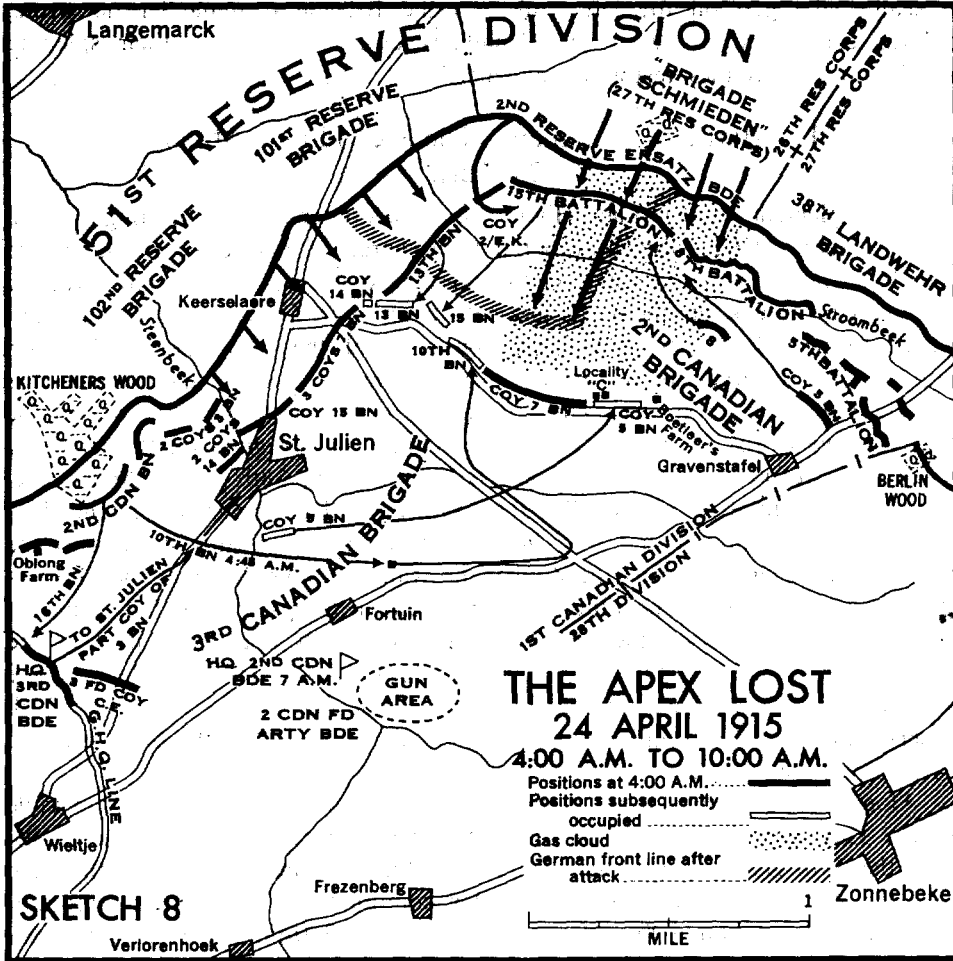 Langemarck
51ST RESERVE DIVISION
101ST RESERVE
BRIGADE
"BRIGADE
SCHMIEDEN"
(27TH RES CORPS)
26TH RES CORPS
27TH RES CORPS
2ND RESERVE ERSATZ BDE
38TH LANDWEHR
BRIGADE
102ND RESERVE
BRIGADE
15TH BATTALION
COY
2/E.K.
13TH BN
8TH BATTALION
Stroombeek
Keerselaere
COY
14 BN
13 BN
15 BN
Steenbeek
3 COYS 7 BN
10TH
BN
COY 7 BN
Locality
"C"
COY
5 BN
Boetleer's
Farm
2ND CANADIAN
BRIGADE
8
COY 5 BN
5TH BATTALION
KITCHENERS WOOD
2 COYS 3 BN
2 COYS
14 BN
COY 15 BN
St. Julien
Gravenstafel
BERLIN
WOOD
2ND CDN BN
COY 5 BN
10TH BN 4:45 A.M.
Oblong
Farm
16TH BN
TO ST. JULIEN
PART COY OF
3 BN
3RD CANADIAN BRIGADE
Fortuin
1ST CANADIAN DIVISION
28TH DIVISION
H.Q.
3RD
CDN
BDE
G.H.Q. LINE
H.Q. 2ND CDN
BDE 7 A.M.
GUN
AREA
2 CDN FD
ARTY BDE
THE APEX LOST
24 APRIL 1915
4:00 A.M. TO 10:00 A.M.
Positions at 4:00 A.M.
Positions subsequently
occupied
Gas cloud
German front line after
attack
Wieltje
Frezenberg
Zonnebeke
SKETCH 8
Verlorenhoek
1
MILE